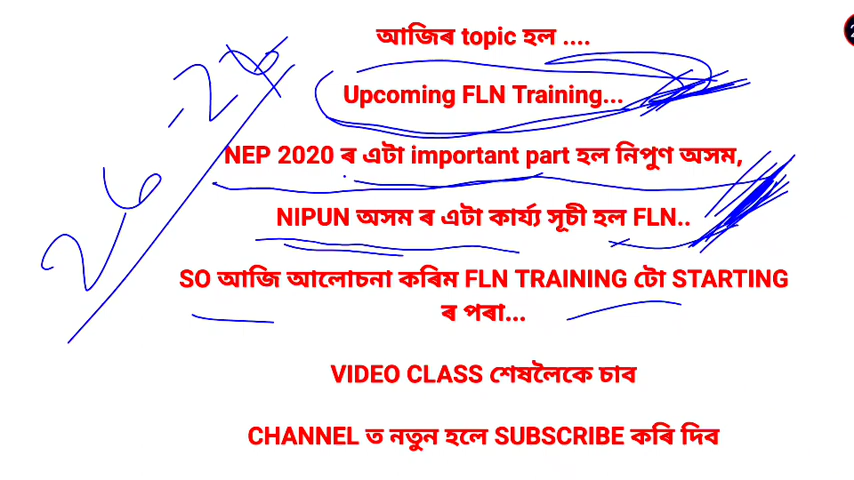 আজিৰ topic হল ....
Upcoming FLN Training...
NEP 2020 ৰ এটা important part হল নিপুণ অসম,
NIPUN অসম ৰ এটা কাৰ্য্য সূচী হল FLN..
SO আজি আলোচনা কৰিম FLN TRAINING টো STARTING
ৰ পৰা...
VIDEO CLASS শেষলৈকে চাব
CHANNEL ত নতুন হলে SUBSCRIBE কৰি দিব